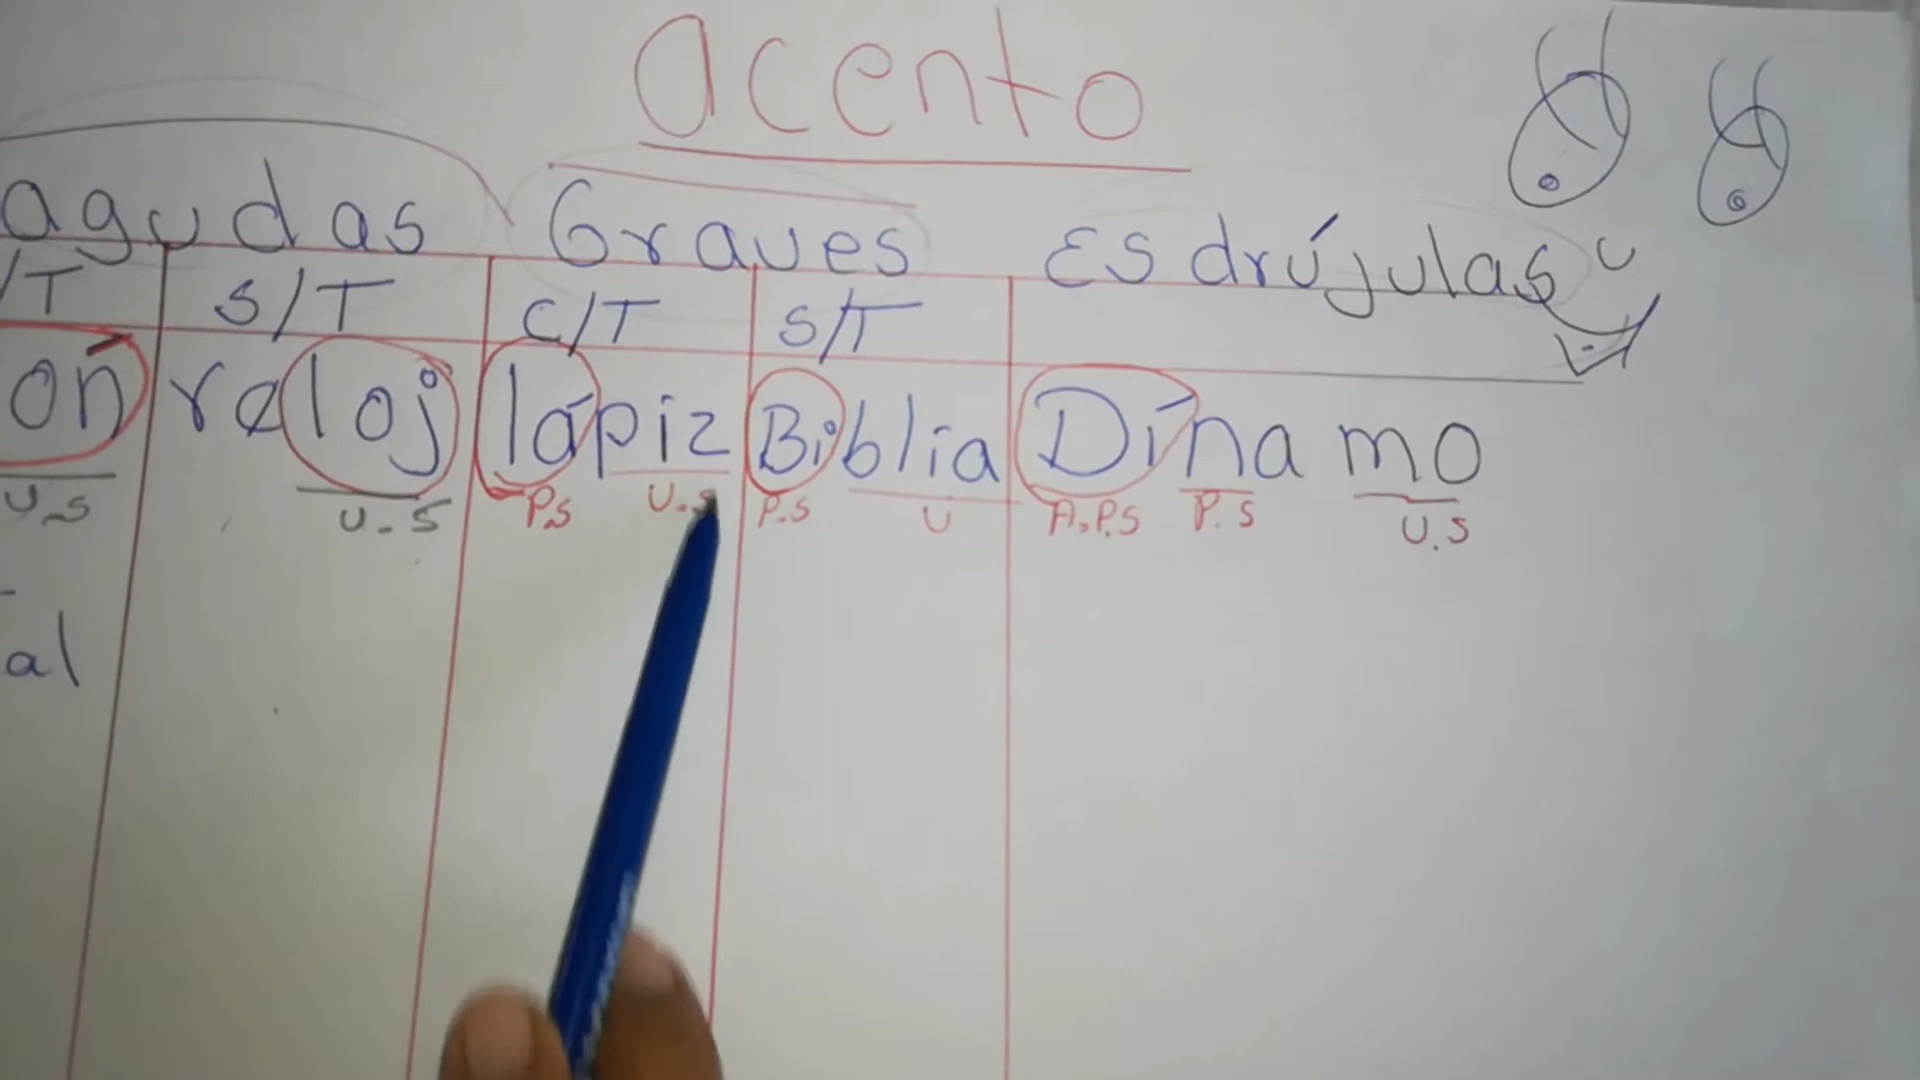 acento
agudas Graves Esdrújulas
/T S/T C/T S/T
ón reloj lápiz Biblia Dínamo
U.S U-S P.S U.S P.S U A.P.S P.S U.S
al